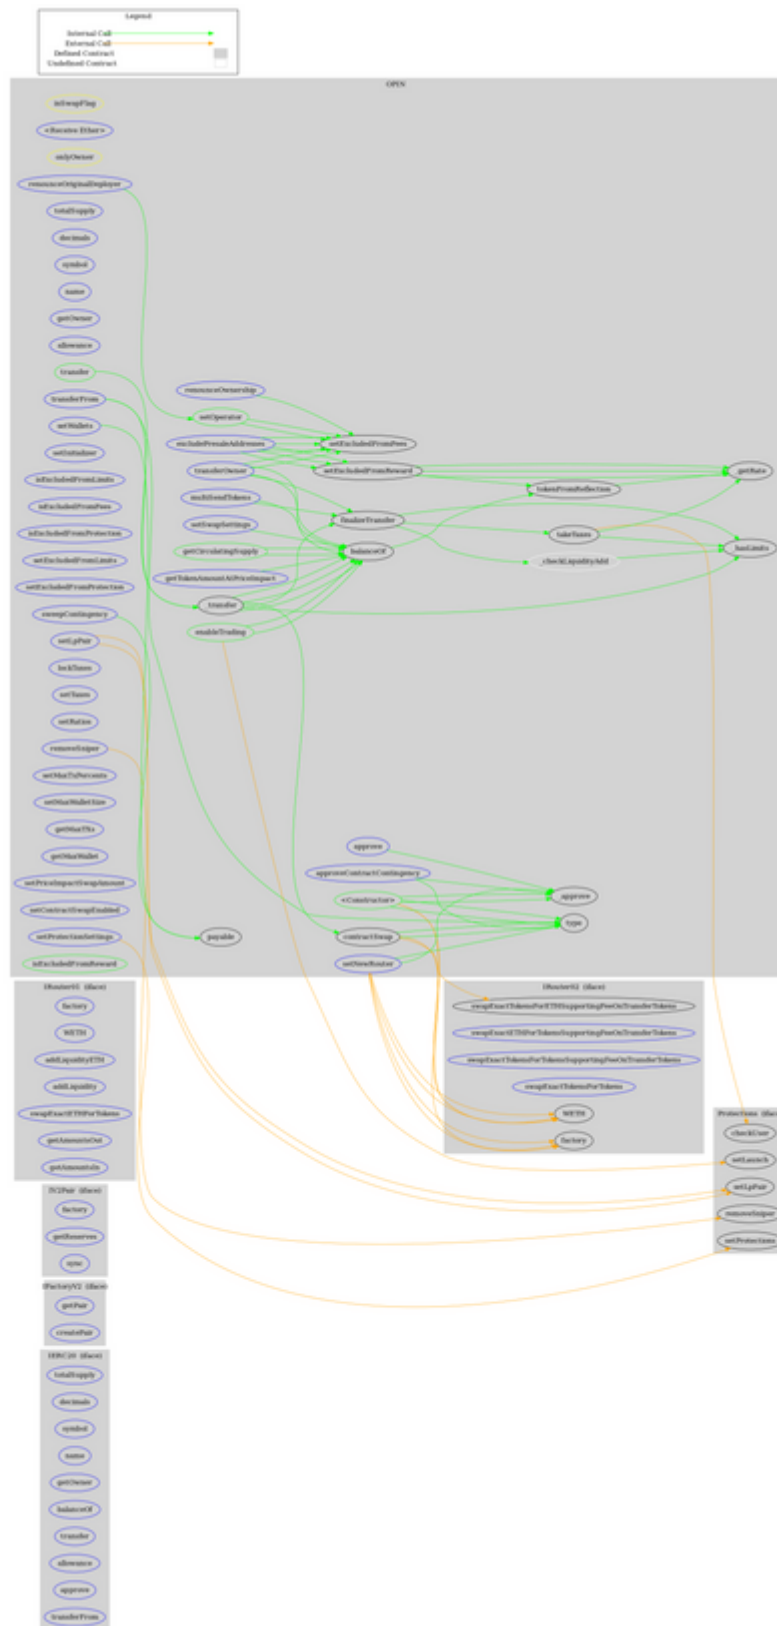 Legend
Internal Call
External Call
Defined Contract
Undefined Contract
OPEN
inSwapFlag
<Receive Ether>
onlyOwner
renounceOriginalDeployer
totalSupply
decimals
symbol
name
getOwner
allowance
transfer
renounceOwnership
transferFrom
setOperator
setWallets
excludePresaleAddresses
setExcludedFromFees
setInitializer
transferOwner
setExcludedFromReward
getRate
isExcludedFromLimits
multiSendTokens
tokenFromReflection
isExcludedFromFees
setSwapSettings
finalizeTransfer
takeTaxes
isExcludedFromProtection
getCirculatingSupply
balanceOf
hasLimits
setExcludedFromLimits
getTokenAmountAtPriceImpact
_checkLiquidityAdd
setExcludedFromProtection
_transfer
sweepContingency
enableTrading
setLpPair
lockTaxes
setTaxes
setRatios
removeSniper
setMaxTxPercents
setMaxWalletSize
getMaxTXs
approve
getMaxWallet
approveContractContingency
setPriceImpactSwapAmount
<Constructor>
_approve
setContractSwapEnabled
contractSwap
type
setProtectionSettings
payable
isExcludedFromReward
setNewRouter
IRouter01 (iface)
IRouter02 (iface)
factory
swapExactTokensForETHSupportingFeeOnTransferTokens
WETH
swapExactETHForTokensSupportingFeeOnTransferTokens
addLiquidityETH
swapExactTokensForTokensSupportingFeeOnTransferTokens
addLiquidity
swapExactTokensForTokens
swapExactETHForTokens
WETH
getAmountsOut
factory
getAmountsIn
Protections (iface
checkUser
setLaunch
setLpPair
removeSniper
setProtections
IV2Pair (iface)
factory
getReserves
sync
IFactoryV2 (iface)
getPair
createPair
IERC20 (iface)
totalSupply
decimals
symbol
name
getOwner
balanceOf
transfer
allowance
approve
transferFrom